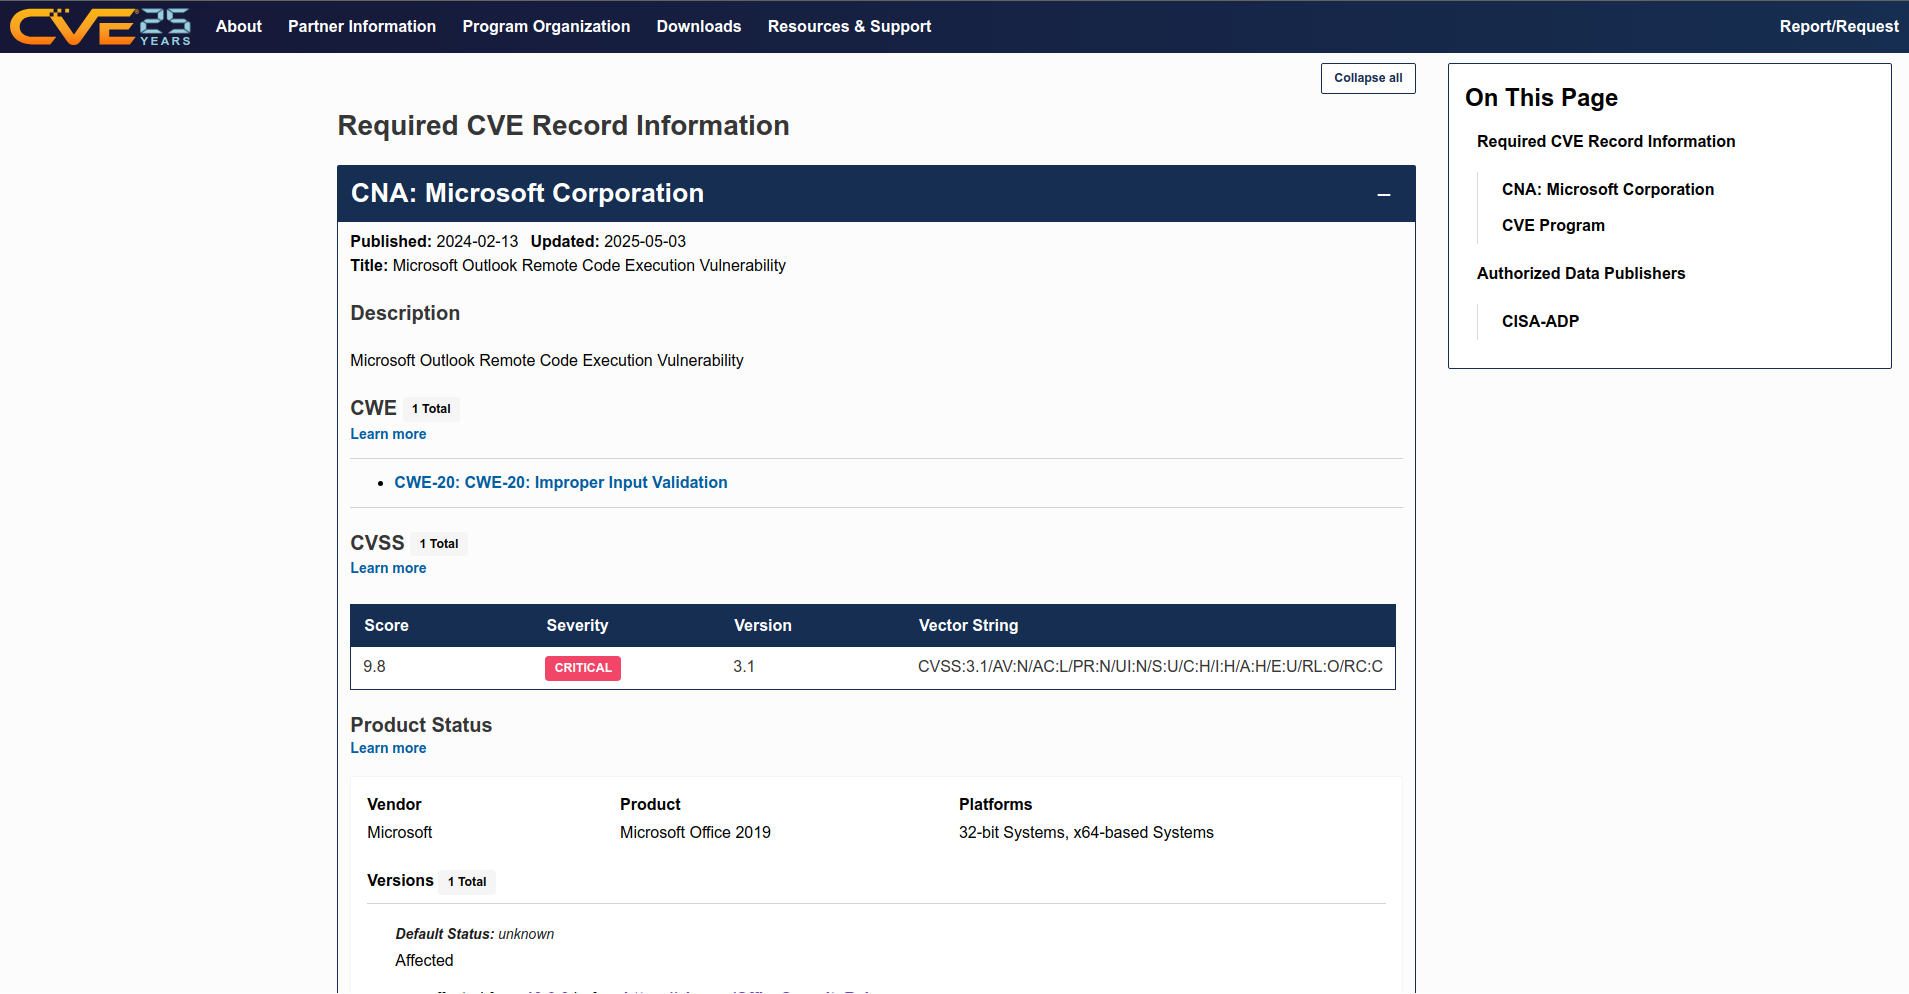 CVE 25 YEARS
About Partner Information Program Organization Downloads Resources & Support Report/Request
Collapse all
Required CVE Record Information
CNA: Microsoft Corporation
Published: 2024-02-13 Updated: 2025-05-03
Title: Microsoft Outlook Remote Code Execution Vulnerability
Description
Microsoft Outlook Remote Code Execution Vulnerability
CWE 1 Total
Learn more
CWE-20: CWE-20: Improper Input Validation
CVSS 1 Total
Learn more
Score Severity Version Vector String
9.8 CRITICAL 3.1 CVSS:3.1/AV:N/AC:L/PR:N/UI:N/S:U/C:H/I:H/A:H/E:U/RL:O/RC:C
Product Status
Learn more
Vendor Product Platforms
Microsoft Microsoft Office 2019 32-bit Systems, x64-based Systems
Versions 1 Total
Default Status: unknown
Affected
On This Page
Required CVE Record Information
CNA: Microsoft Corporation
CVE Program
Authorized Data Publishers
CISA-ADP